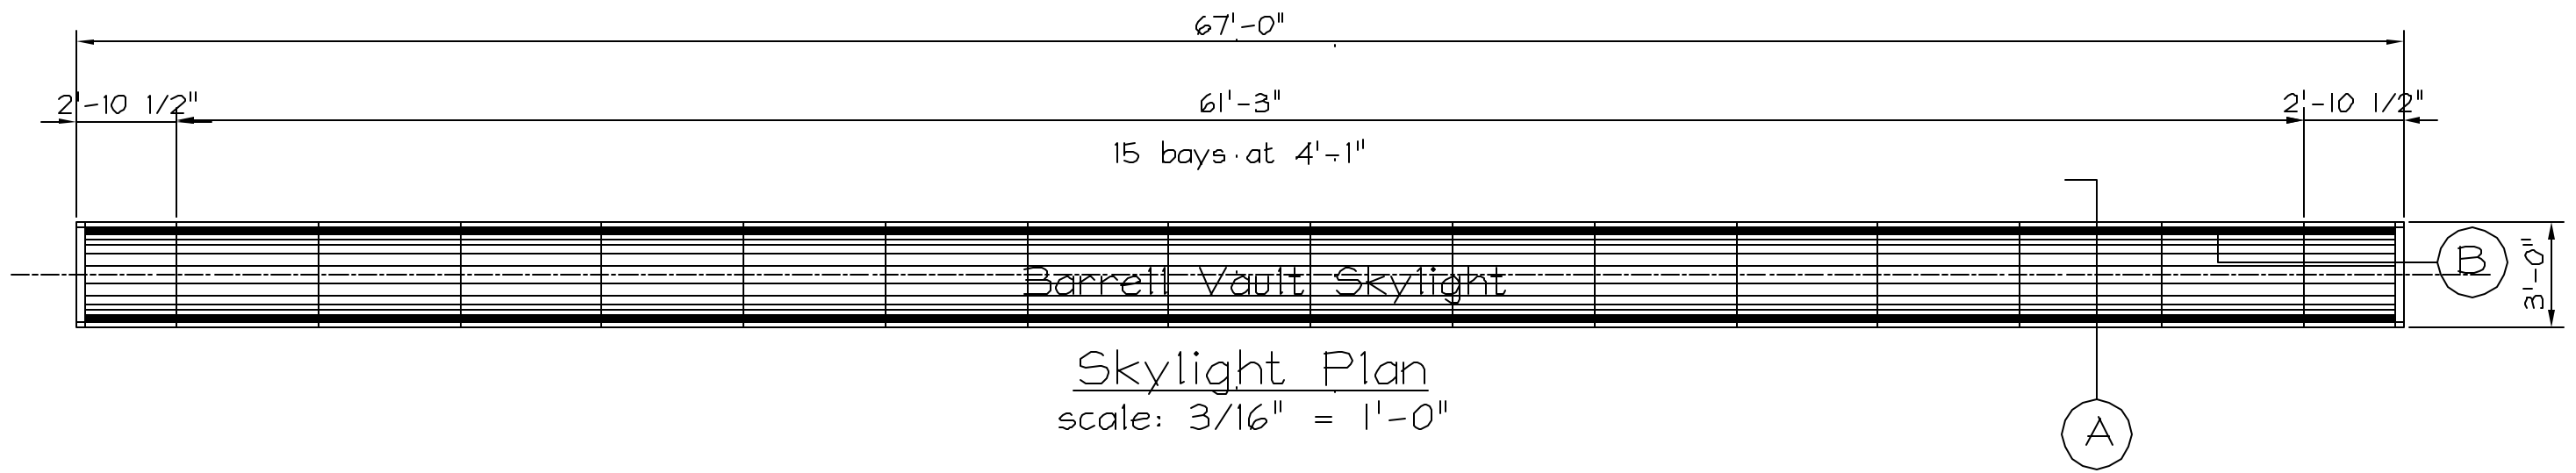 67'-0"
2'-10 1/2" 61'-3" 2'-10 1/2"
15 bays at 4'-1"
Barrell Vault Skylight
B
3'-0"
Skylight Plan
scale: 3/16" = 1'-0"
A